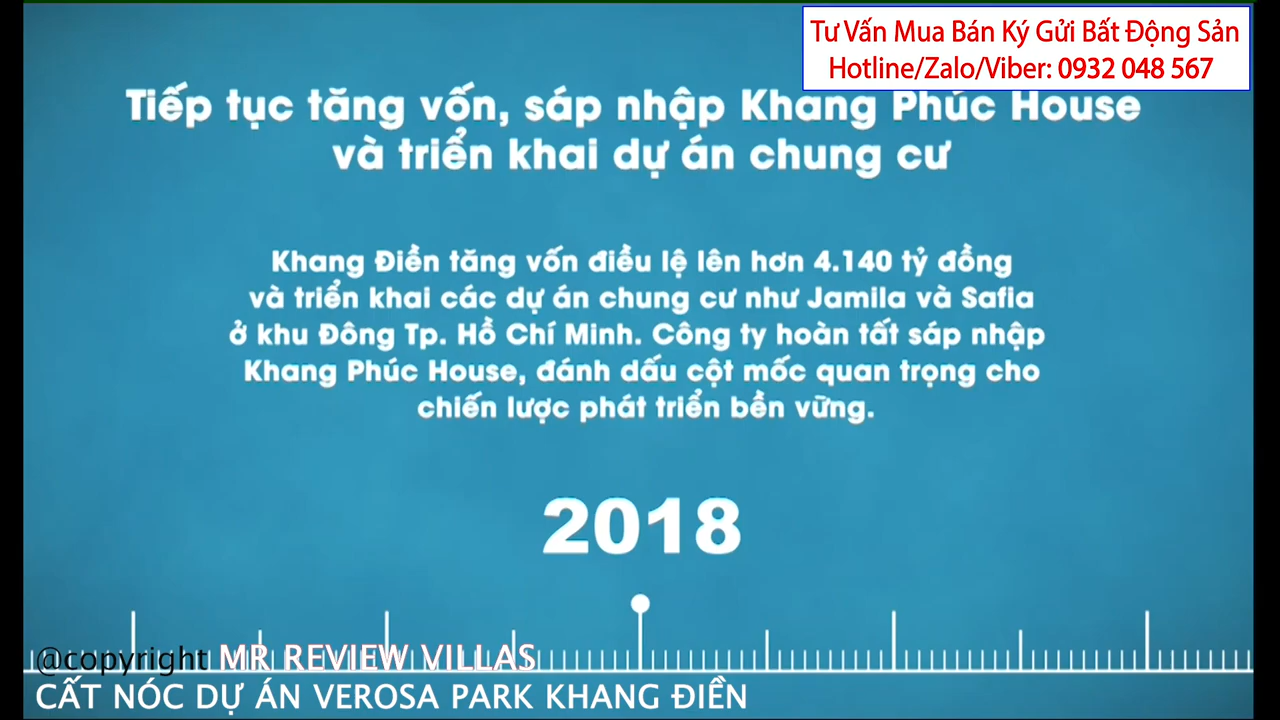 Tư Vấn Mua Bán Ký Gửi Bất Động Sản
Hotline/Zalo/Viber: 0932 048 567
Tiếp tục tăng vốn, sáp nhập Khang Phúc House
và triển khai dự án chung cư
Khang Điền tăng vốn điều lệ lên hơn 4.140 tỷ đồng
và triển khai các dự án chung cư như Jamila và Safia
ở khu Đông Tp. Hồ Chí Minh. Công ty hoàn tất sáp nhập
Khang Phúc House, đánh dấu cột mốc quan trọng cho
chiến lược phát triển bền vững.
2018
@copyright MR REVIEW VILLAS
CẤT NÓC DỰ ÁN VEROSA PARK KHANG ĐIỀN